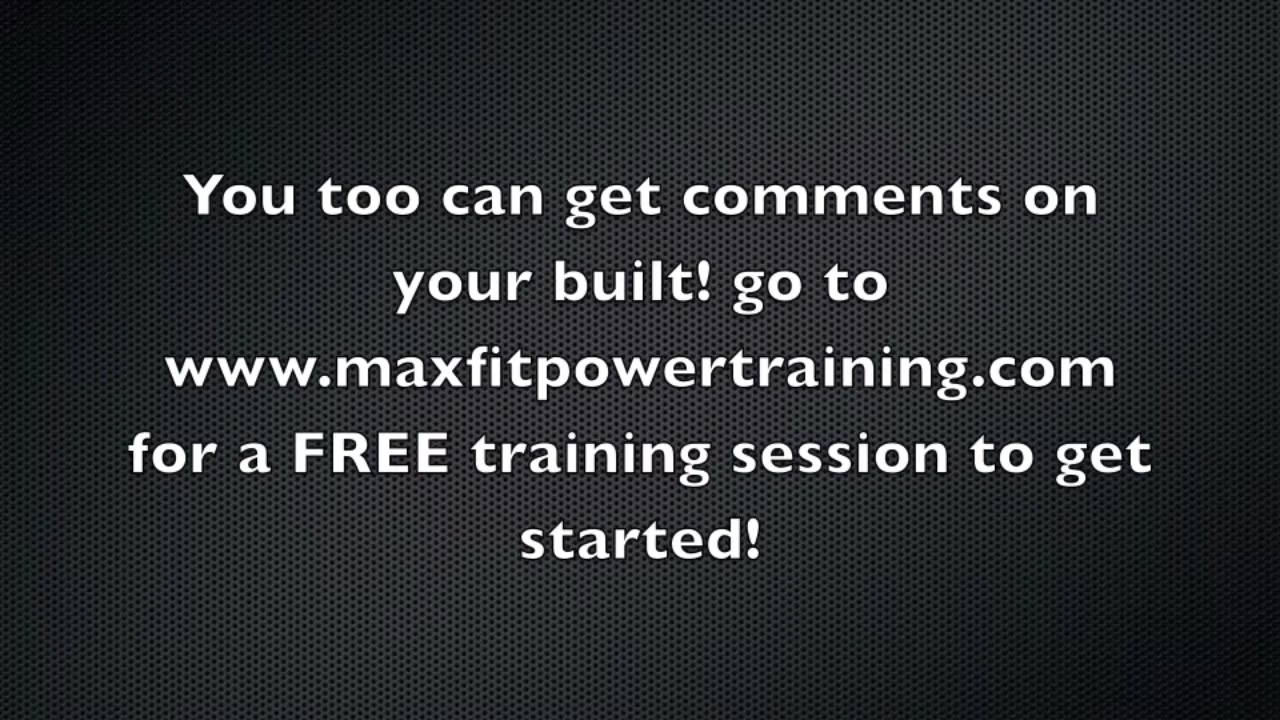 You too can get comments on
your built! go to
www.maxfitpowertraining.com
for a FREE training session to get
started!